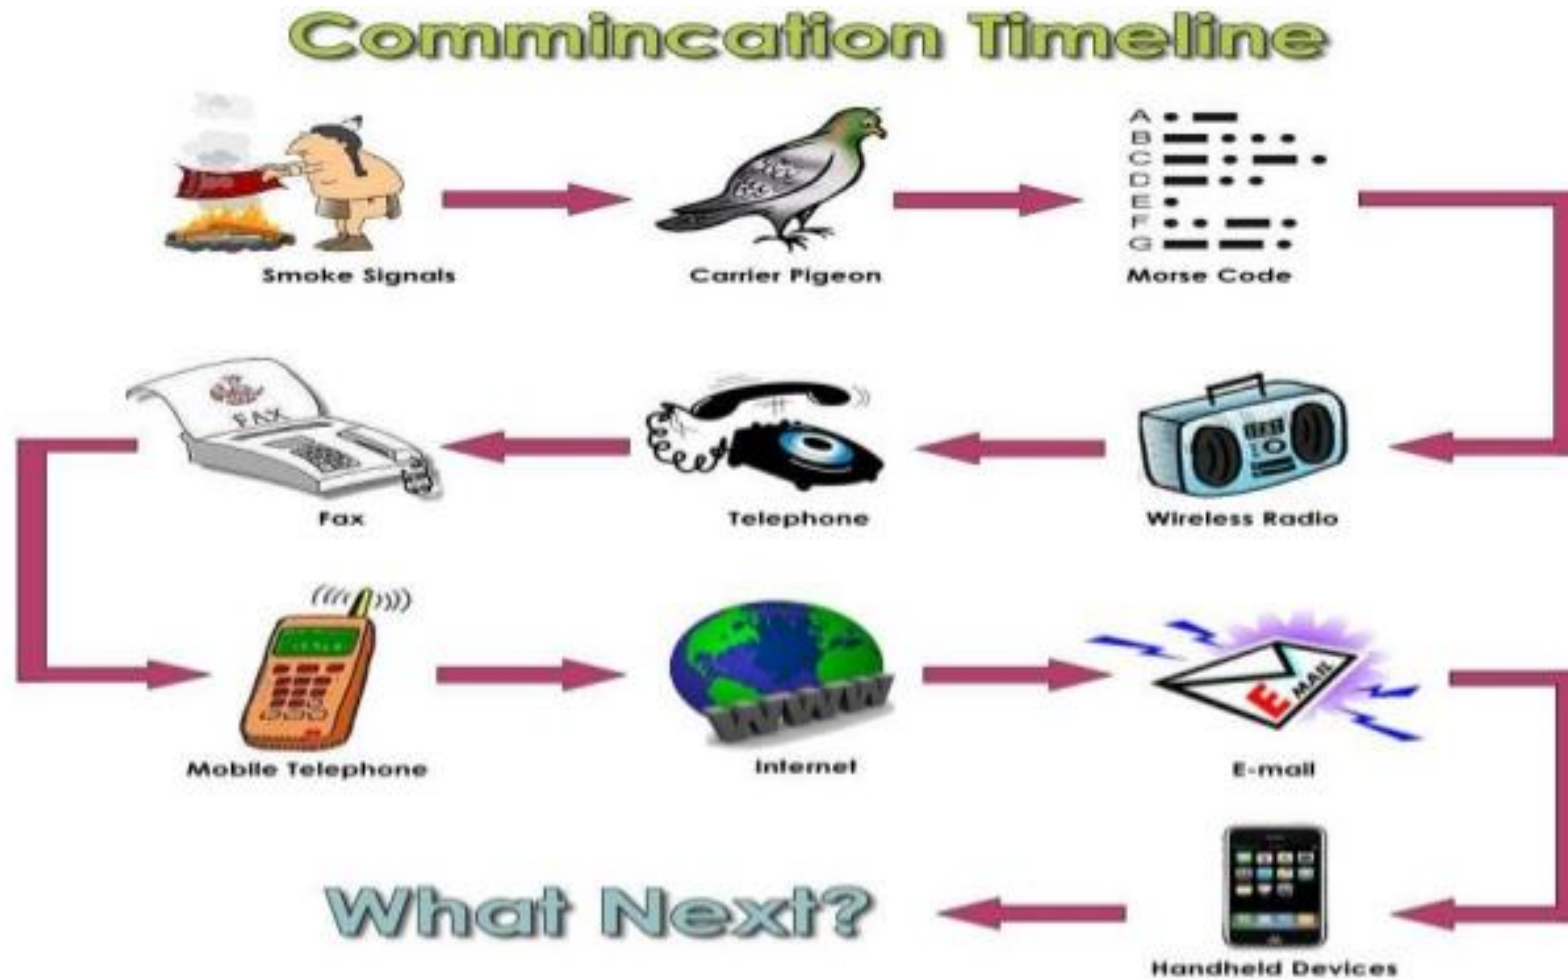 Commincation Timeline
A
B
C
D
E
F
G
Smoke Signals
Carrier Pigeon
Morse Code
FAX
Fax
Telephone
Wireless Radio
WWW
E MAIL
Mobile Telephone
Internet
E-mail
What Next?
Handheld Devices